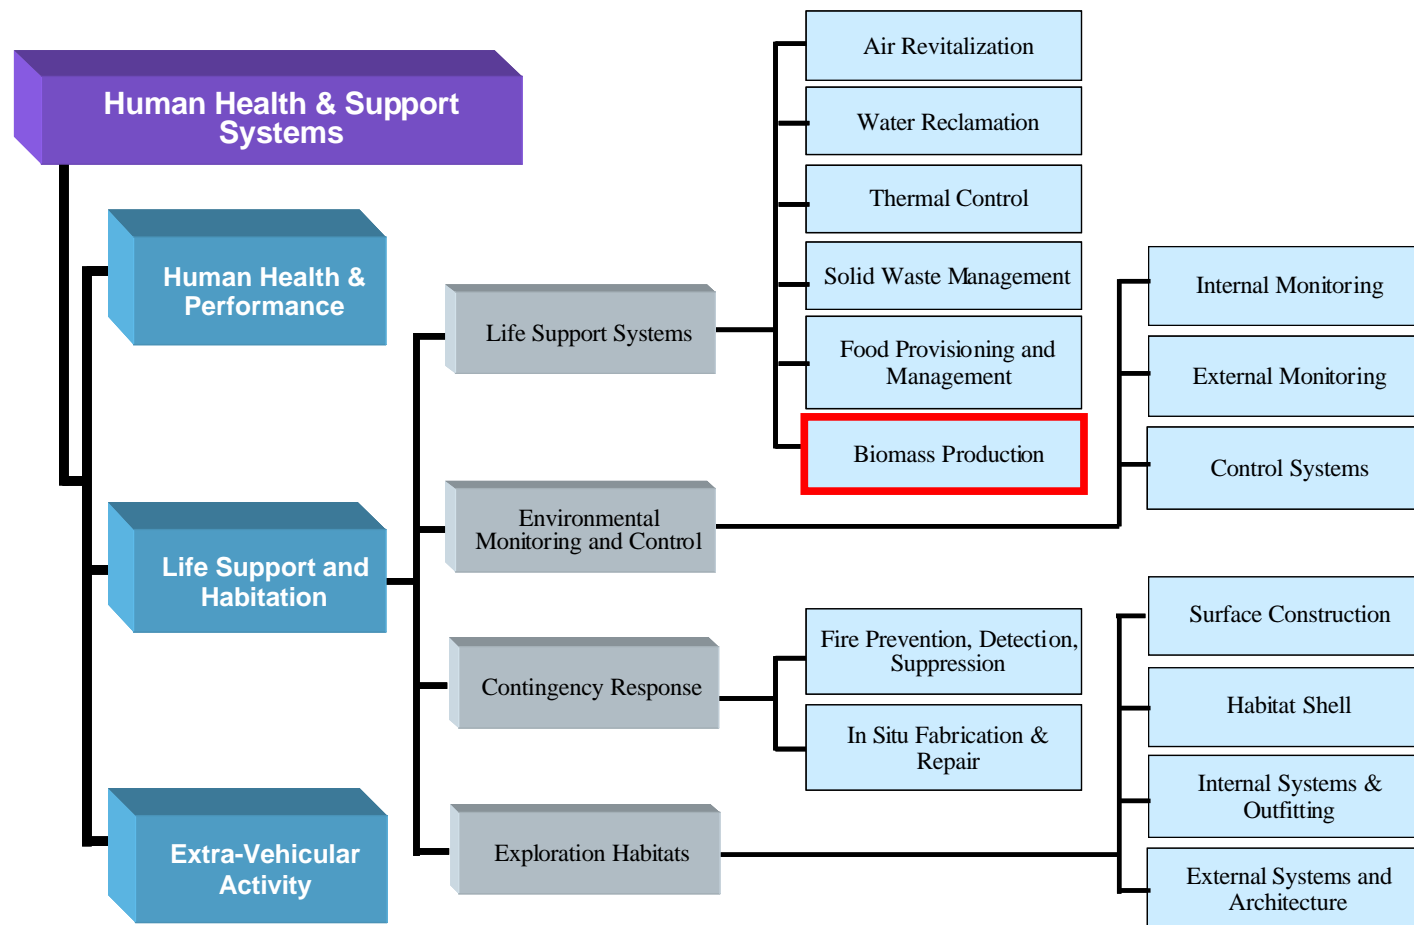 Human Health & Support
Systems
Human Health &
Performance
Life Support and
Habitation
Extra-Vehicular
Activity
Life Support Systems
Environmental
Monitoring and Control
Contingency Response
Exploration Habitats
Air Revitalization
Water Reclamation
Thermal Control
Solid Waste Management
Food Provisioning and
Management
Biomass Production
Fire Prevention, Detection,
Suppression
In Situ Fabrication &
Repair
Internal Monitoring
External Monitoring
Control Systems
Surface Construction
Habitat Shell
Internal Systems &
Outfitting
External Systems and
Architecture